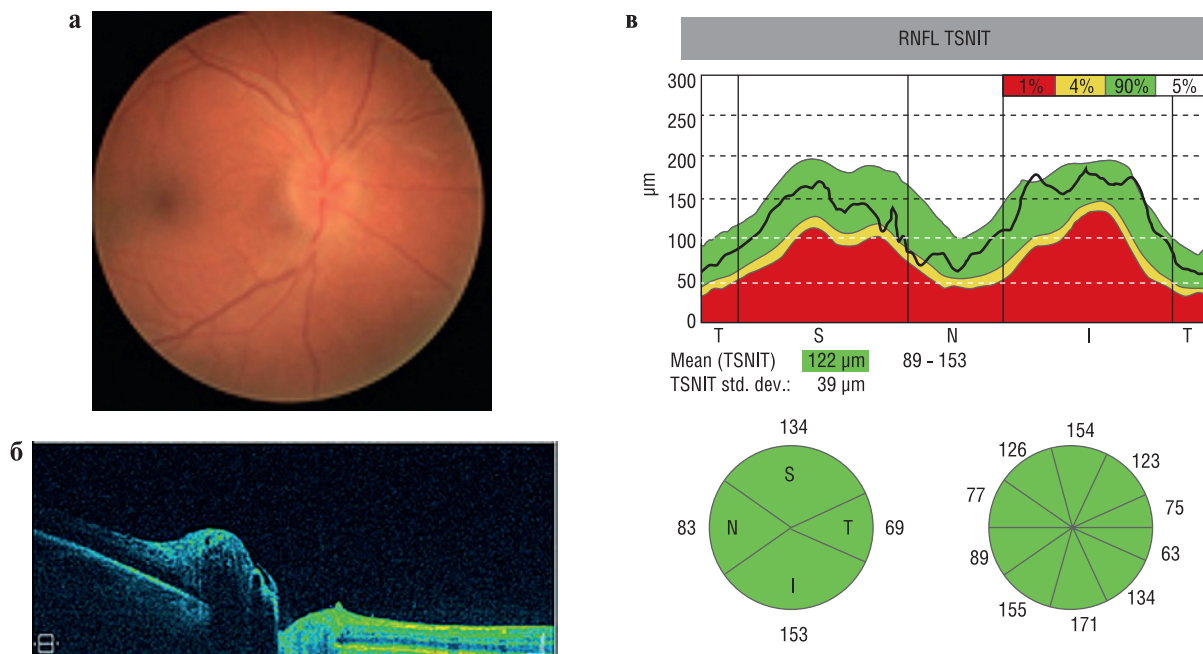 а
б
в
RNFL TSNIT
300
250
200
150
100
50
0
µm
1% 4% 90% 5%
T S N I T
Mean (TSNIT) 122 µm 89 - 153
TSNIT std. dev.: 39 µm
134
S
83 N T 69
I
153
154
126 123
77 75
89 63
155 134
171